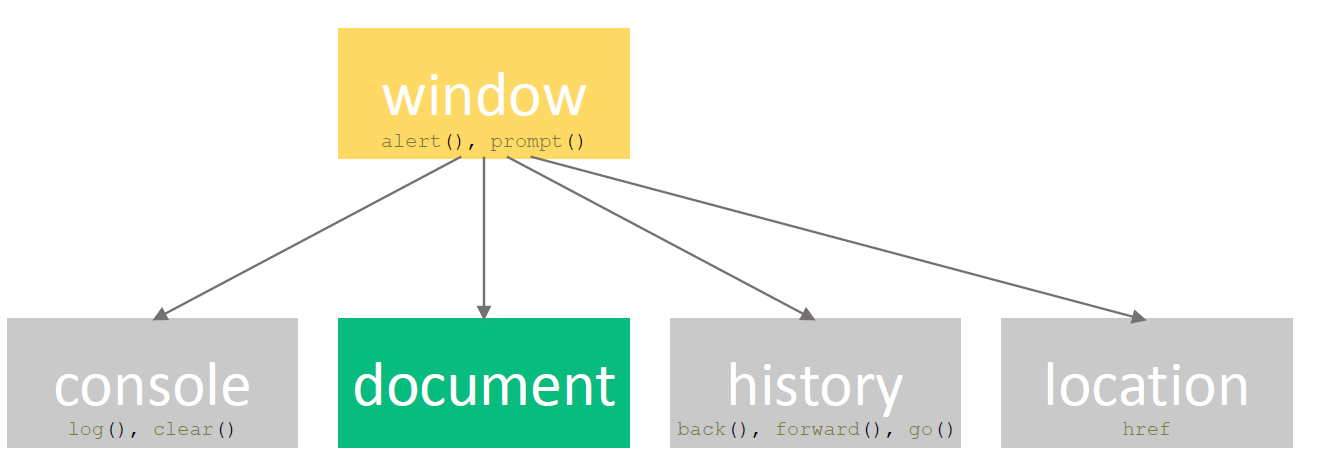 window
alert(), prompt()
console
log(), clear()
document
history
back(), forward(), go()
location
href